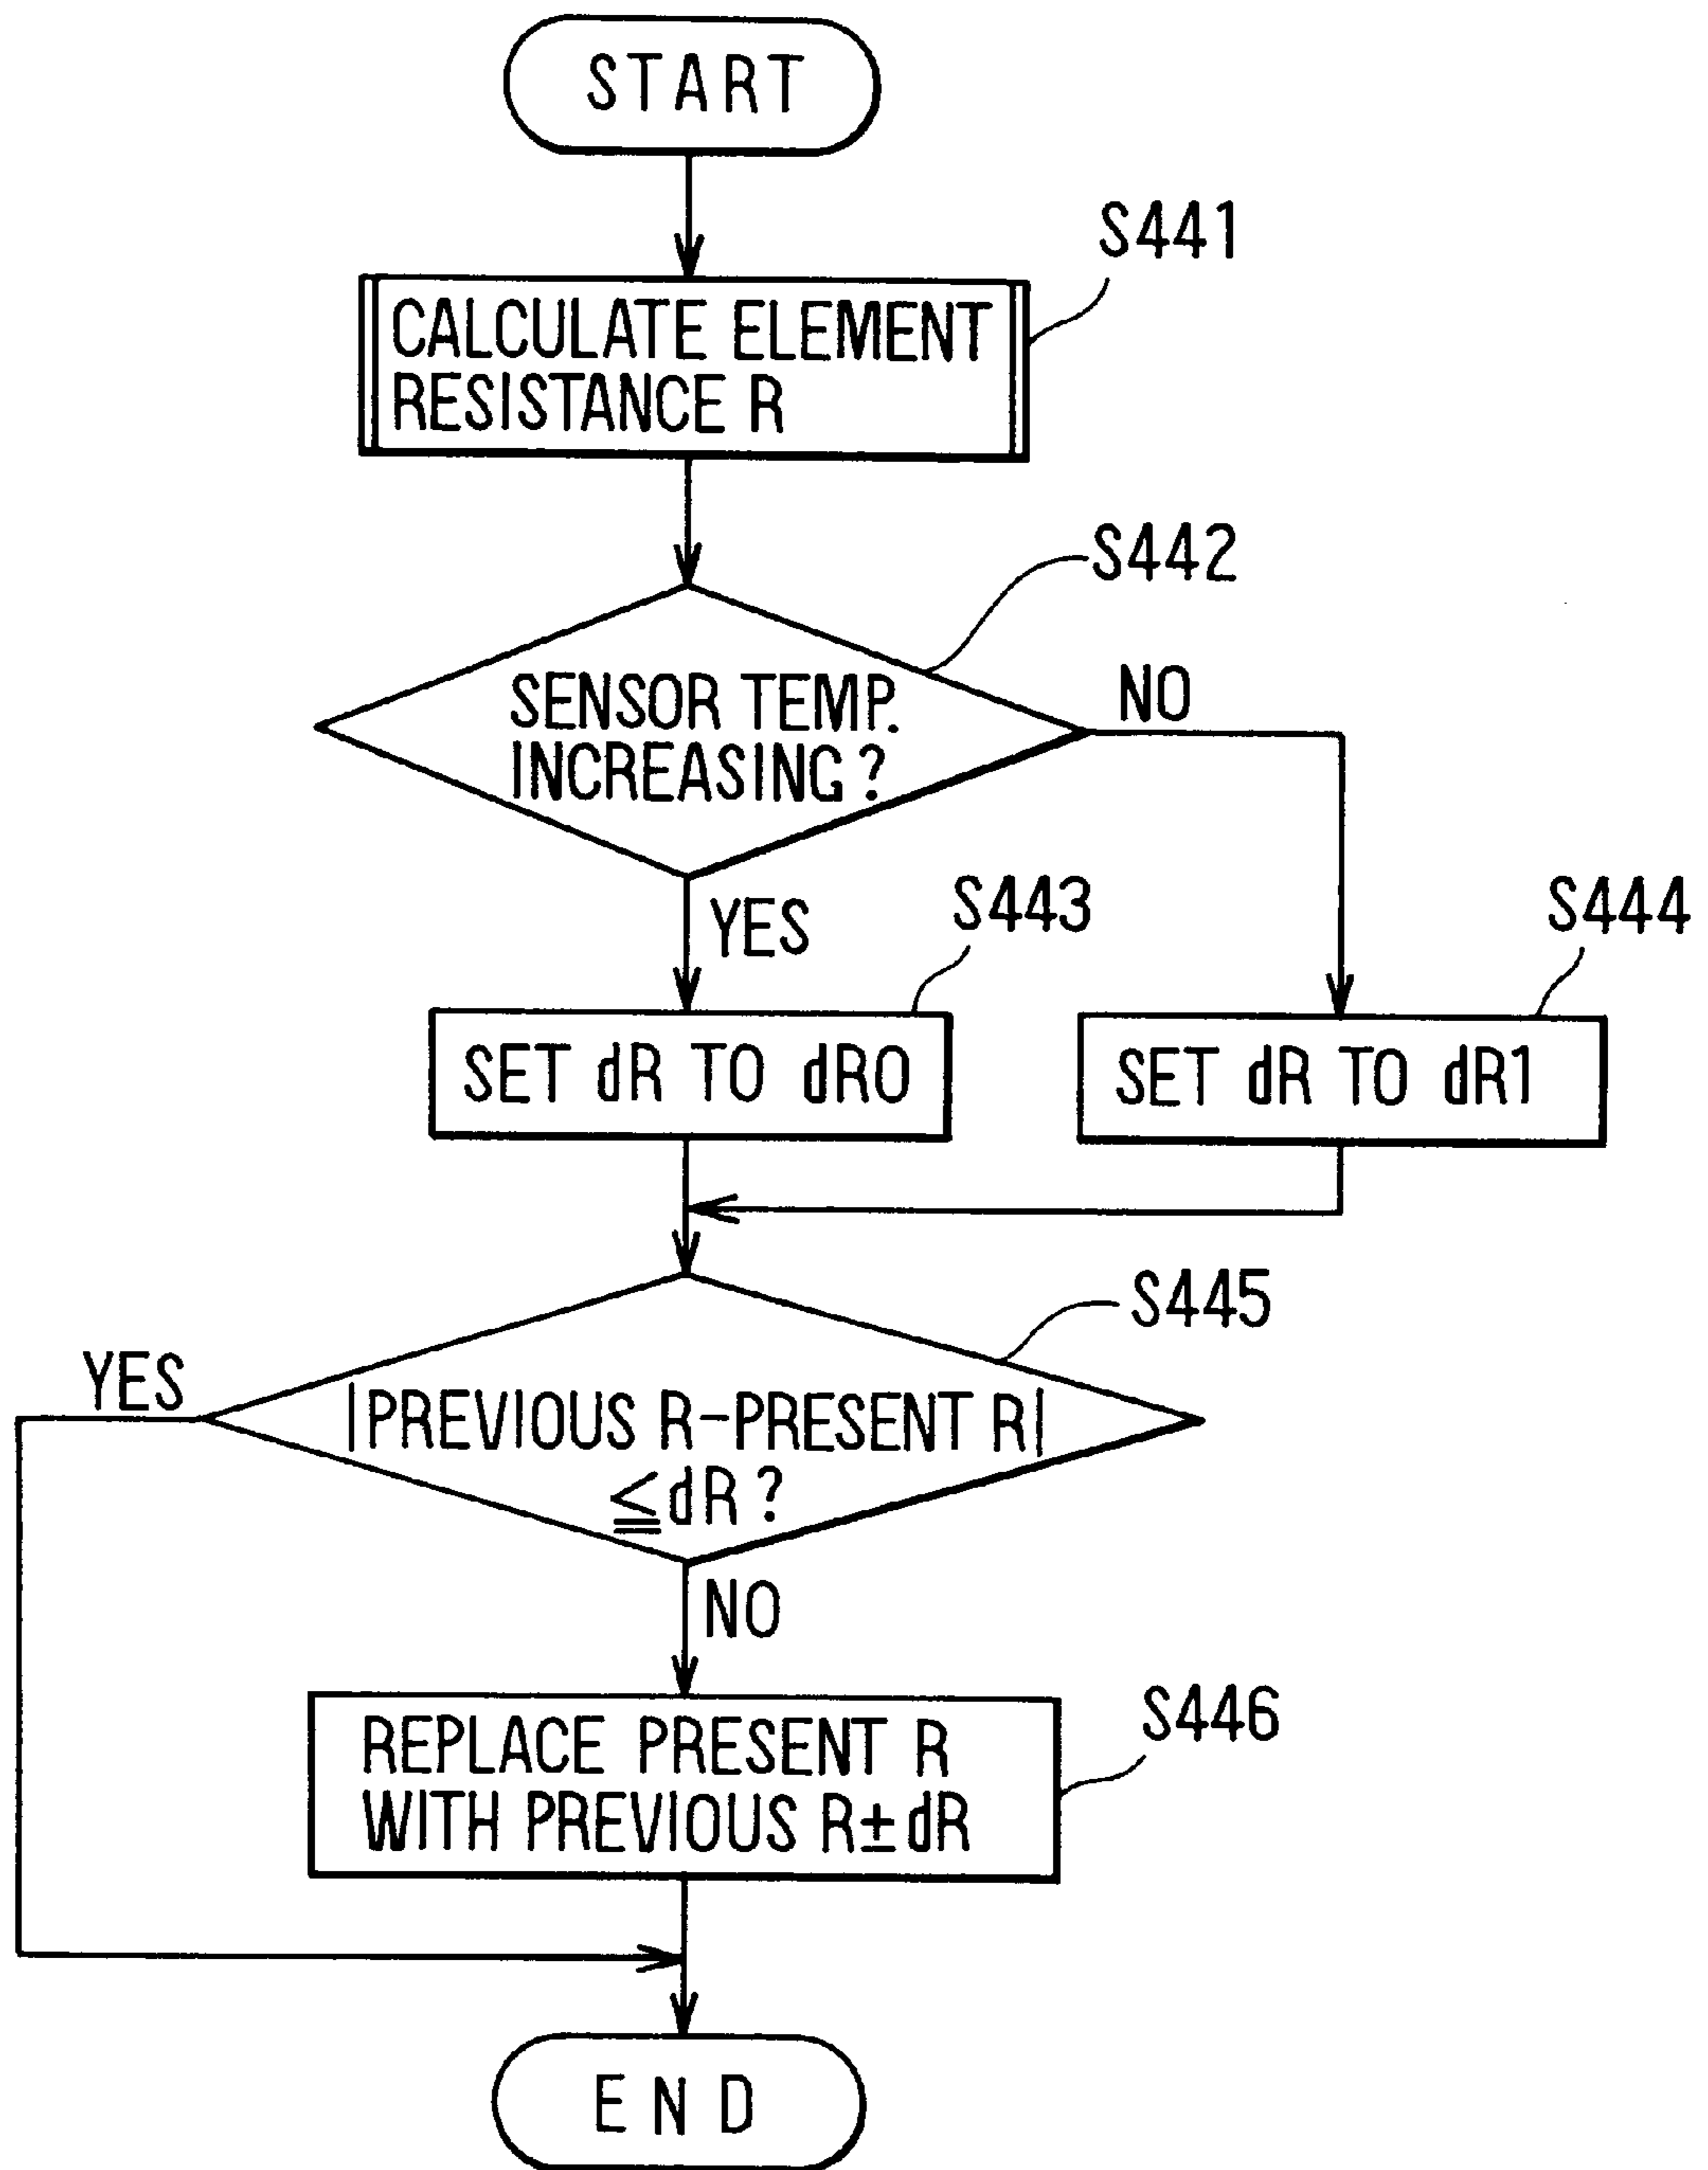 START
S441
CALCULATE ELEMENT
RESISTANCE R
S442
SENSOR TEMP.
INCREASING?
NO
YES
S443
S444
SET dR TO dR0
SET dR TO dR1
S445
YES
|PREVIOUS R-PRESENT R|
≦dR?
NO
S446
REPLACE PRESENT R
WITH PREVIOUS R±dR
END